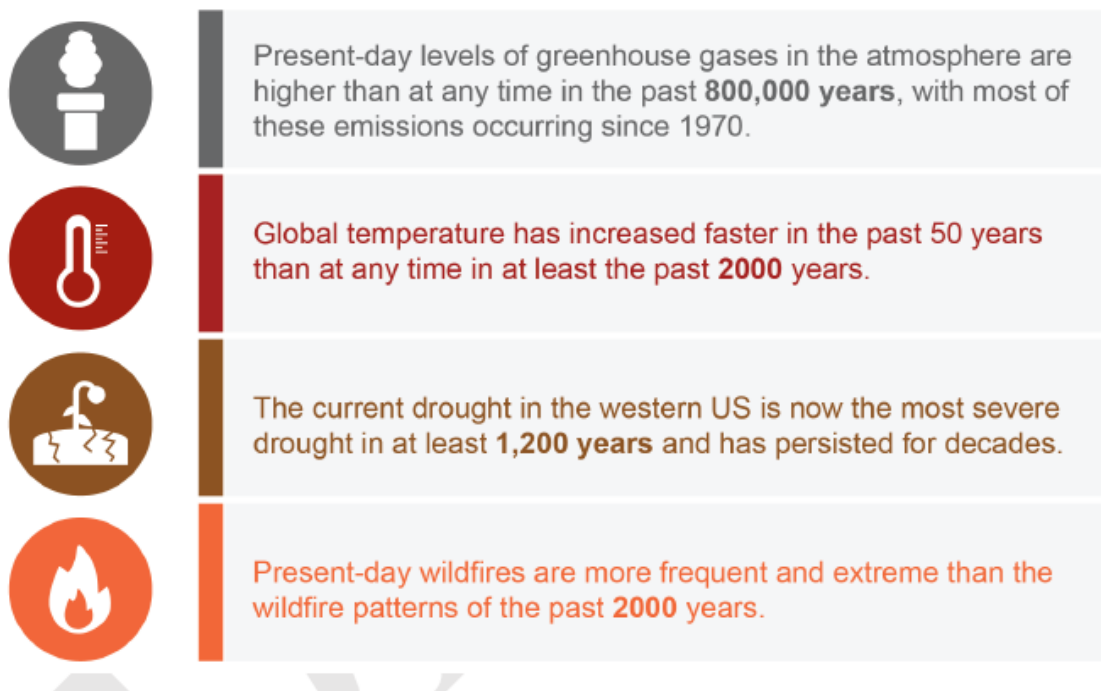 Present-day levels of greenhouse gases in the atmosphere are
higher than at any time in the past 800,000 years, with most of
these emissions occurring since 1970.
Global temperature has increased faster in the past 50 years
than at any time in at least the past 2000 years.
The current drought in the western US is now the most severe
drought in at least 1,200 years and has persisted for decades.
Present-day wildfires are more frequent and extreme than the
wildfire patterns of the past 2000 years.